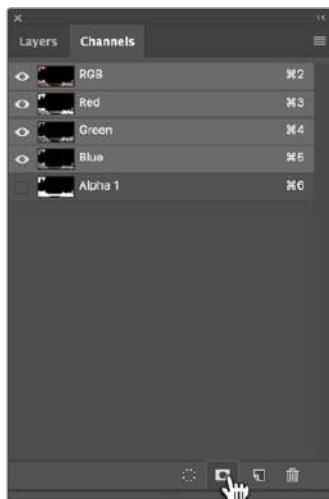 Layers Channels
RGB ⌘2
Red ⌘3
Green ⌘4
Blue ⌘5
Alpha 1 ⌘6